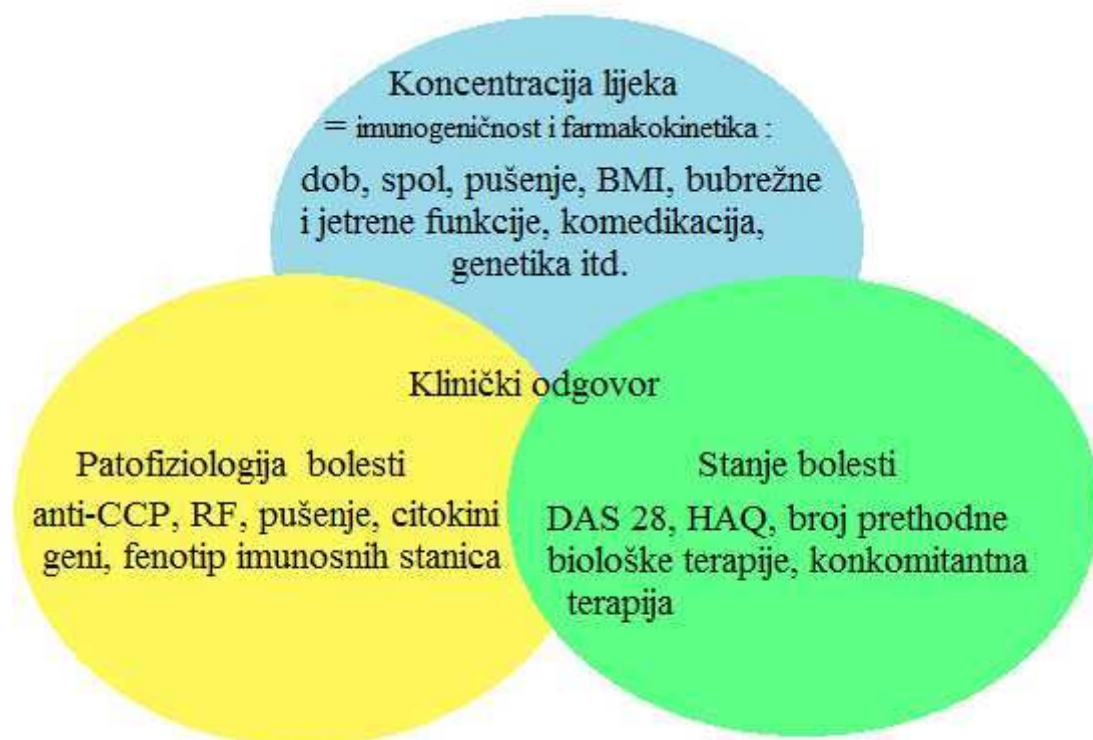 Koncentracija lijeka
= imunogeničnost i farmakokinetika :
dob, spol, pušenje, BMI, bubrežne
i jetrene funkcije, komedikacija,
genetika itd.
Klinički odgovor
Patofiziologija bolesti
anti-CCP, RF, pušenje, citokini
geni, fenotip imunosnih stanica
Stanje bolesti
DAS 28, HAQ, broj prethodne
biološke terapije, konkomitantna
terapija